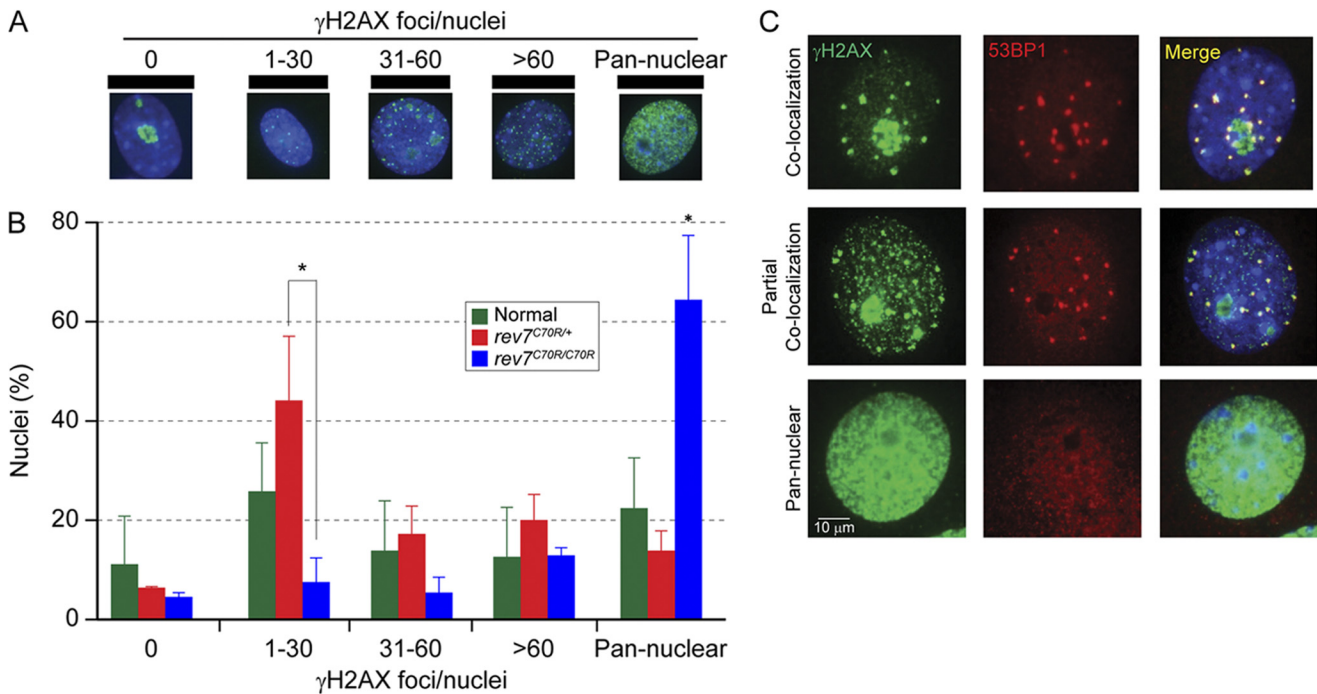 A
γH2AX foci/nuclei
0 1-30 31-60 >60 Pan-nuclear
B
80
60
40
20
0
Nuclei (%)
*
*
Normal
rev7C70R/+
rev7C70R/C70R
0 1-30 31-60 >60 Pan-nuclear
γH2AX foci/nuclei
C
γH2AX 53BP1 Merge
Co-localization
Partial
Co-localization
Pan-nuclear
10 μm